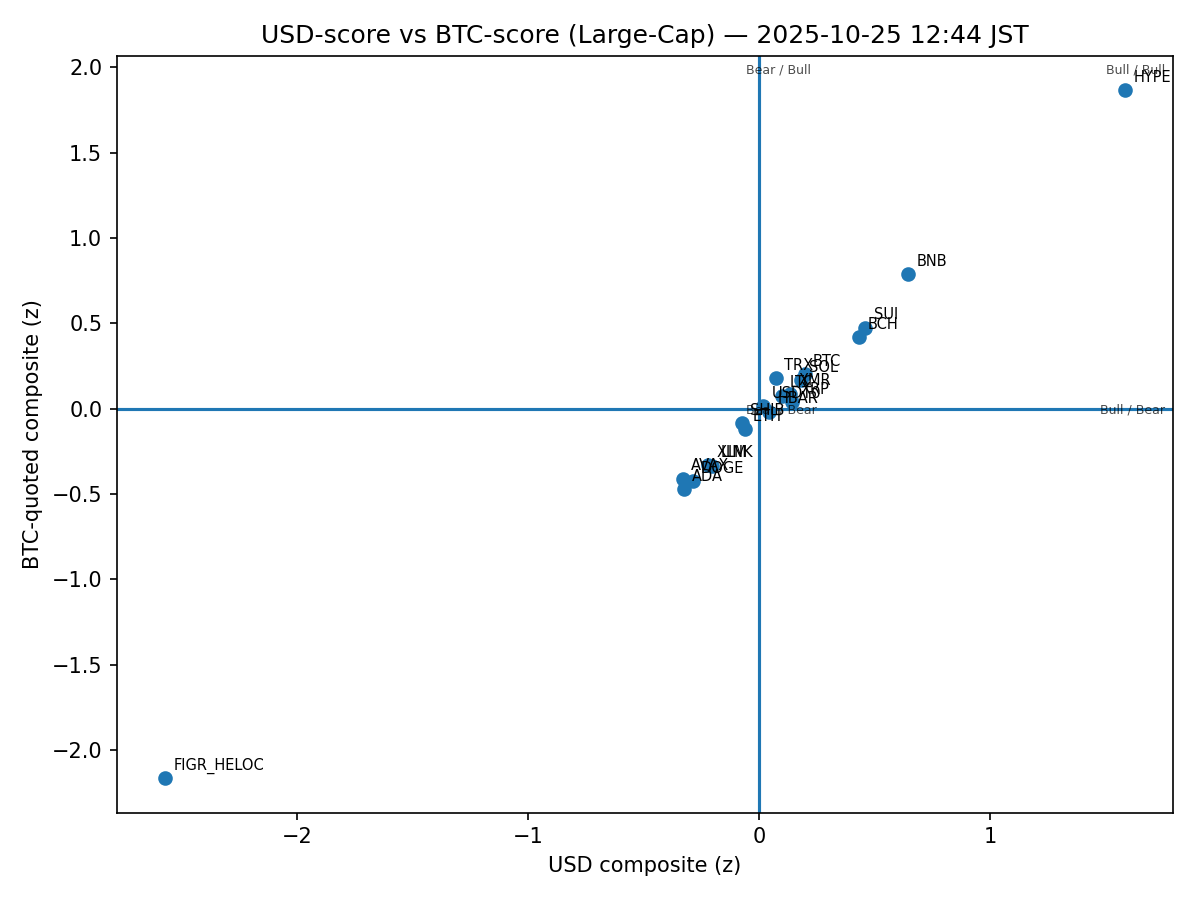 USD-score vs BTC-score (Large-Cap) — 2025-10-25 12:44 JST
2.0
1.5
1.0
0.5
0.0
−0.5
−1.0
−1.5
−2.0
BTC-quoted composite (z)
Bear / Bull
Bull / Bull
HYPE
BNB
SUI
BCH
TRX
BTC
SOL
XMR
HBAR
Bull / Bear
SHIB
ETH
XLM
LINK
AVAX
DOGE
ADA
FIGR_HELOC
−2
−1
0
1
USD composite (z)